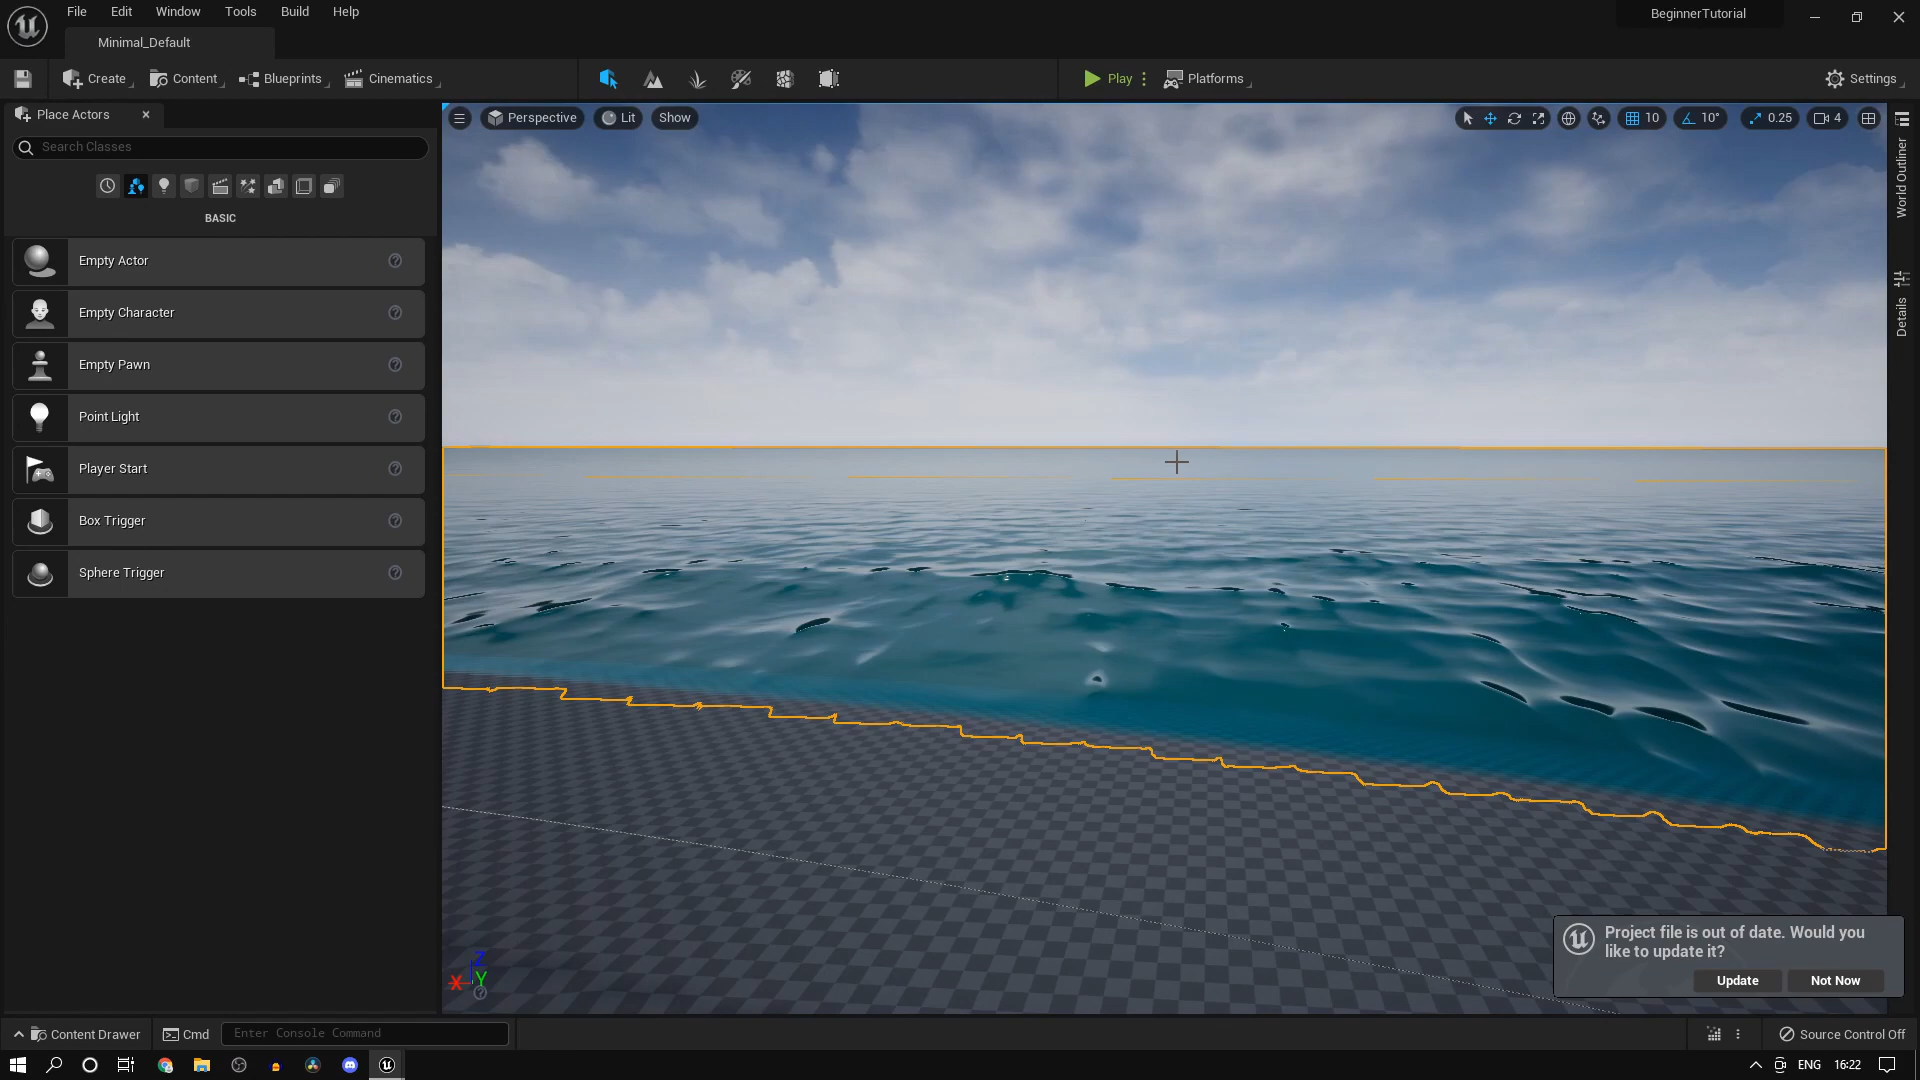 File Edit Window Tools Build Help
BeginnerTutorial
Minimal_Default
Create
Content
Blueprints
Cinematics
Play
Platforms
Settings
Place Actors
Search Classes
BASIC
Empty Actor
Empty Character
Empty Pawn
Point Light
Player Start
Box Trigger
Sphere Trigger
Perspective
Lit
Show
10
10°
0.25
4
World Outliner
Details
Z
X
Y
Project file is out of date. Would you
like to update it?
Update
Not Now
Content Drawer
Cmd
Enter Console Command
Source Control Off
ENG
16:22